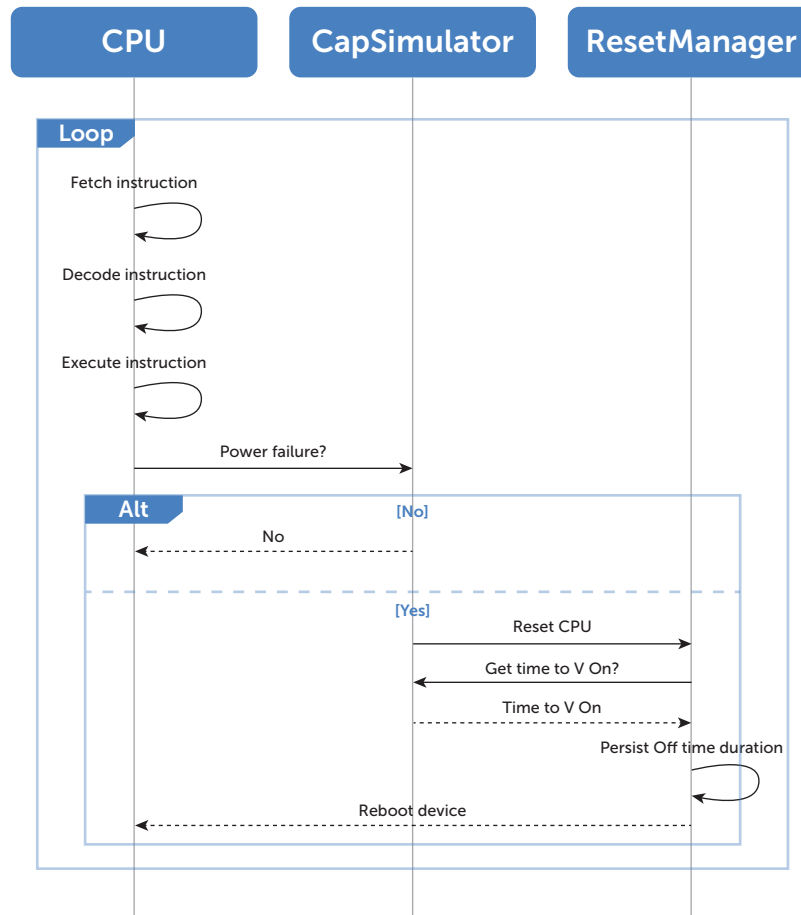 CPU
CapSimulator
ResetManager
Loop
Fetch instruction
Decode instruction
Execute instruction
Power failure?
Alt
[No]
No
[Yes]
Reset CPU
Get time to V On?
Time to V On
Persist Off time duration
Reboot device